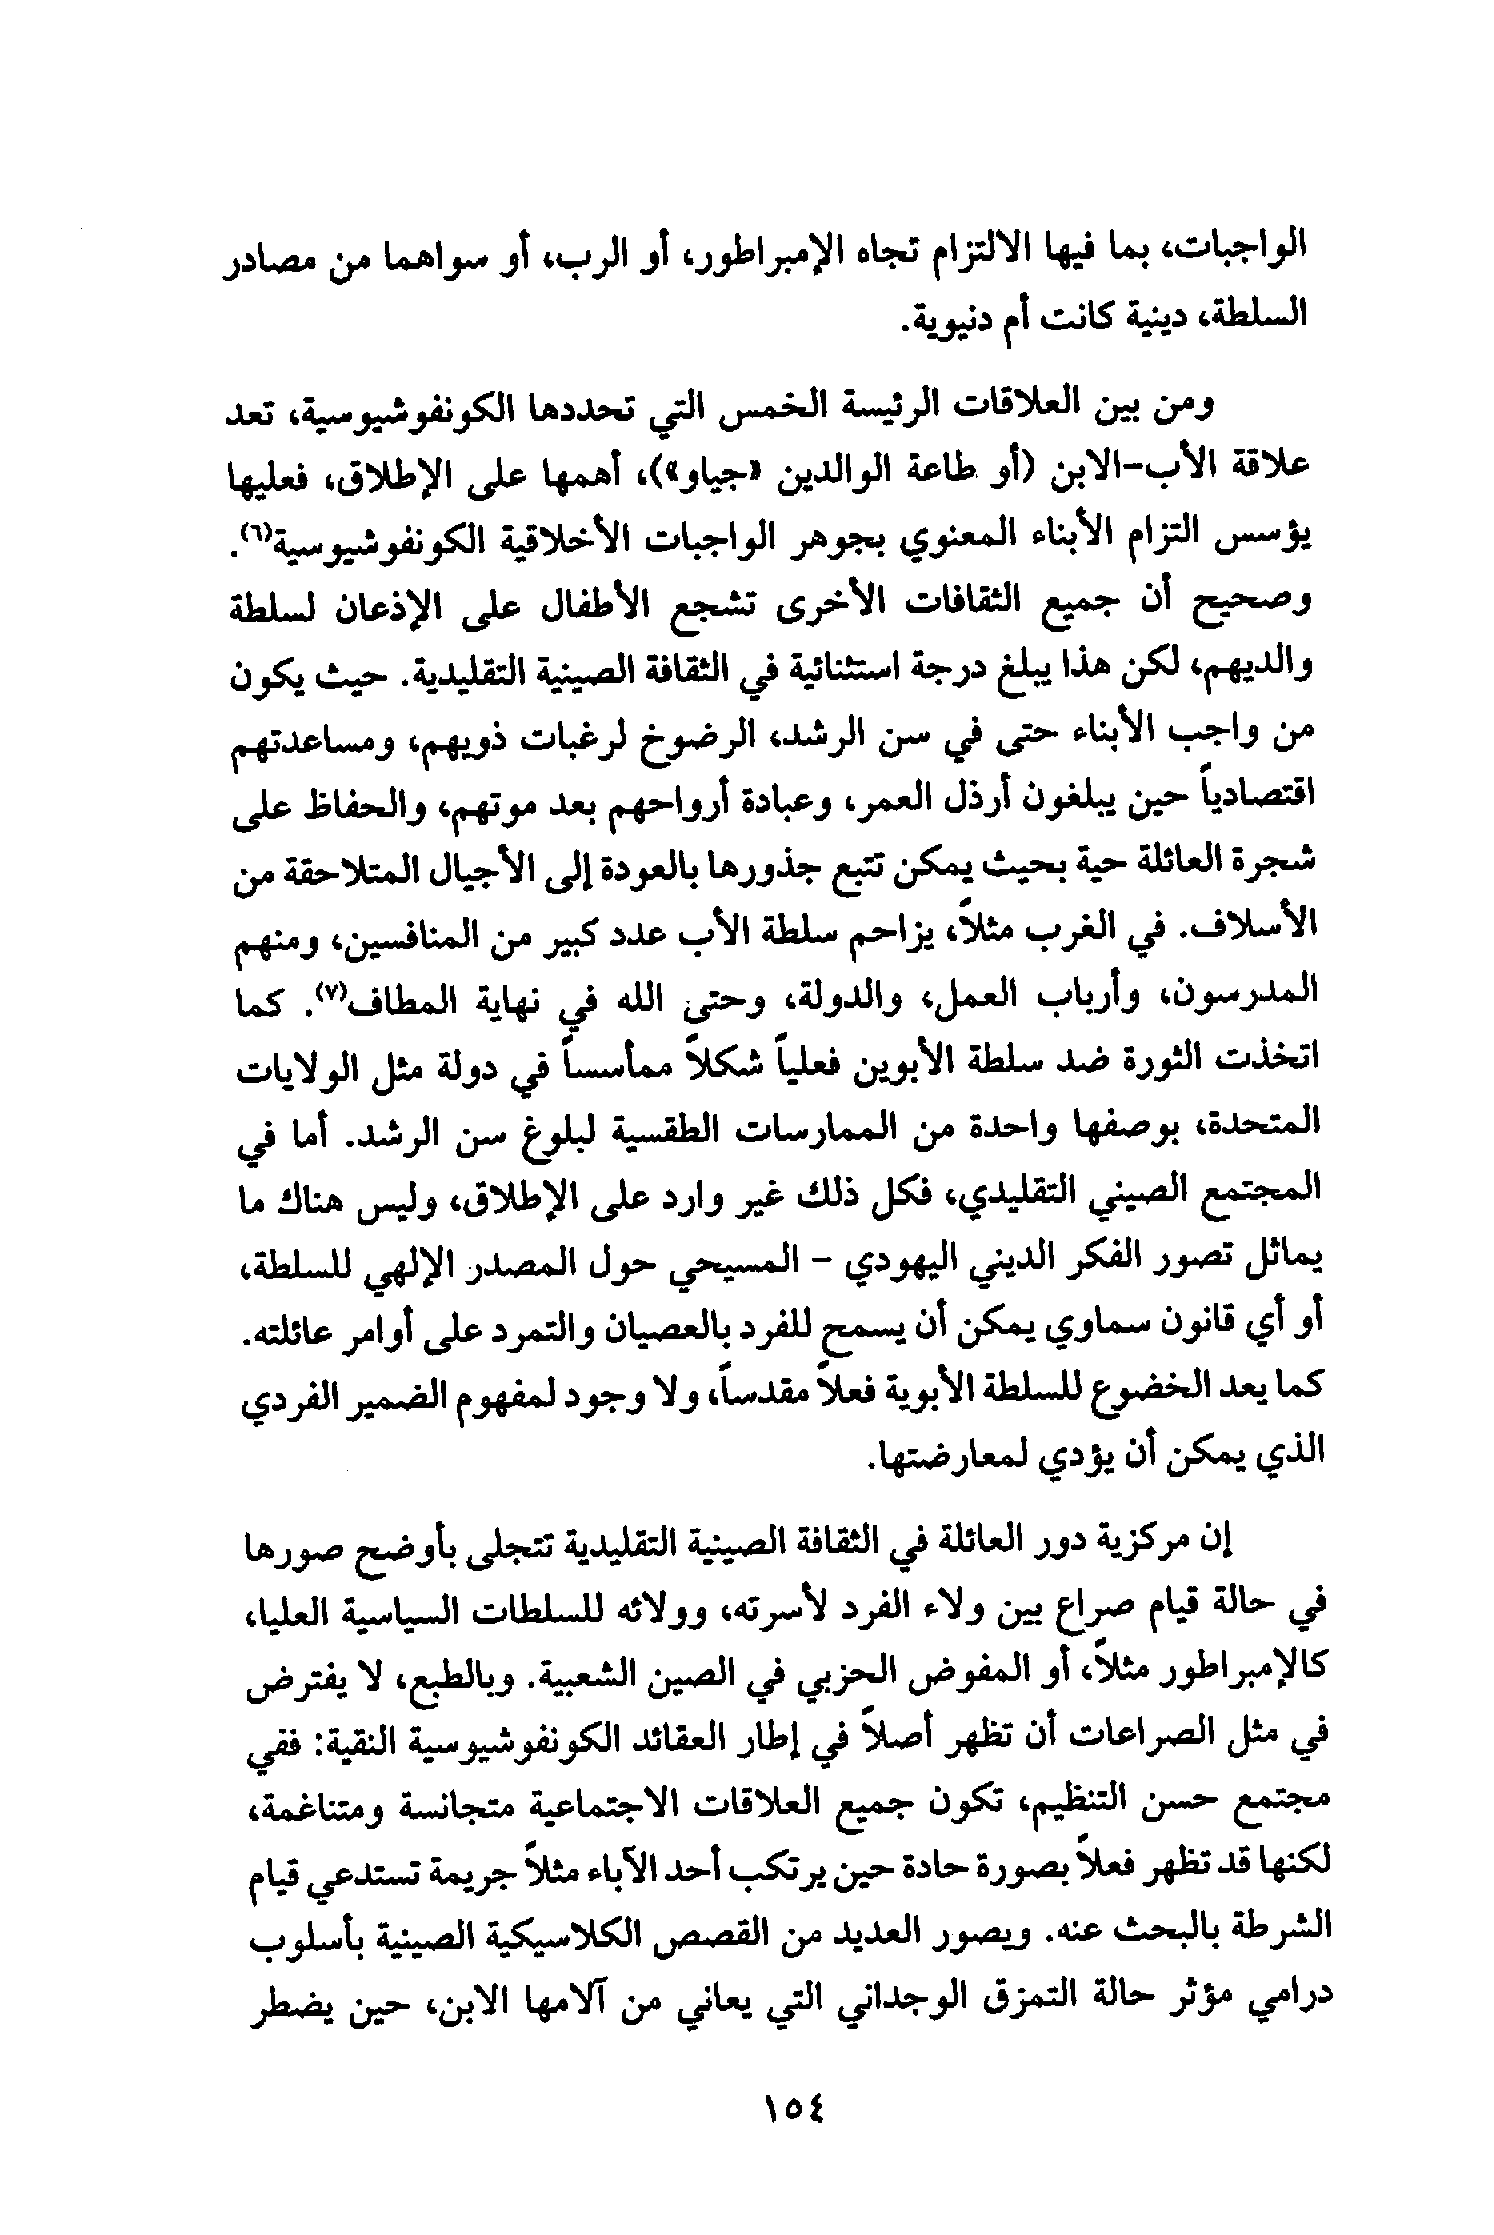 الواجبات، بما فيها الالتزام تجاه الإمبراطور، أو الرب، أو سواهما من مصادر
السلطة، دينية كانت أم دنيوية.
ومن بين العلاقات الرئيسة الخمس التي تحددها الكونفوشيوسية، تعد
علاقة الأب-الابن (أو طاعة الوالدين «جياو»)، أهمها على الإطلاق، فعليها
يؤسس التزام الأبناء المعنوي بجوهر الواجبات الأخلاقية الكونفوشيوسية(٦).
وصحيح أن جميع الثقافات الأخرى تشجع الأطفال على الإذعان لسلطة
والديهم، لكن هذا يبلغ درجة استثنائية في الثقافة الصينية التقليدية. حيث يكون
من واجب الأبناء حتى في سن الرشد، الرضوخ لرغبات ذويهم، ومساعدتهم
اقتصادياً حين يبلغون أرذل العمر، وعبادة أرواحهم بعد موتهم، والحفاظ على
شجرة العائلة حية بحيث يمكن تتبع جذورها بالعودة إلى الأجيال المتلاحقة من
الأسلاف. في الغرب مثلاً، يزاحم سلطة الأب عدد كبير من المنافسين، ومنهم
المدرسون، وأرباب العمل، والدولة، وحتى الله في نهاية المطاف(٧). كما
اتخذت الثورة ضد سلطة الأبوين فعلياً شكلاً ممأسساً في دولة مثل الولايات
المتحدة، بوصفها واحدة من الممارسات الطقسية لبلوغ سن الرشد. أما في
المجتمع الصيني التقليدي، فكل ذلك غير وارد على الإطلاق، وليس هناك ما
يماثل تصور الفكر الديني اليهودي - المسيحي حول المصدر الإلهي للسلطة،
أو أي قانون سماوي يمكن أن يسمح للفرد بالعصيان والتمرد على أوامر عائلته.
كما يعد الخضوع للسلطة الأبوية فعلاً مقدساً، ولا وجود لمفهوم الضمير الفردي
الذي يمكن أن يؤدي لمعارضتها.
إن مركزية دور العائلة في الثقافة الصينية التقليدية تتجلى بأوضح صورها
في حالة قيام صراع بين ولاء الفرد لأسرته، وولائه للسلطات السياسية العليا،
كالإمبراطور مثلاً، أو المفوض الحزبي في الصين الشعبية. وبالطبع، لا يفترض
في مثل الصراعات أن تظهر أصلاً في إطار العقائد الكونفوشيوسية النقية: ففي
مجتمع حسن التنظيم، تكون جميع العلاقات الاجتماعية متجانسة ومتناغمة،
لكنها قد تظهر فعلاً بصورة حادة حين يرتكب أحد الآباء مثلاً جريمة تستدعي قيام
الشرطة بالبحث عنه. ويصور العديد من القصص الكلاسيكية الصينية بأسلوب
درامي مؤثر حالة التمزق الوجداني التي يعاني من آلامها الابن، حين يضطر
١٥٤